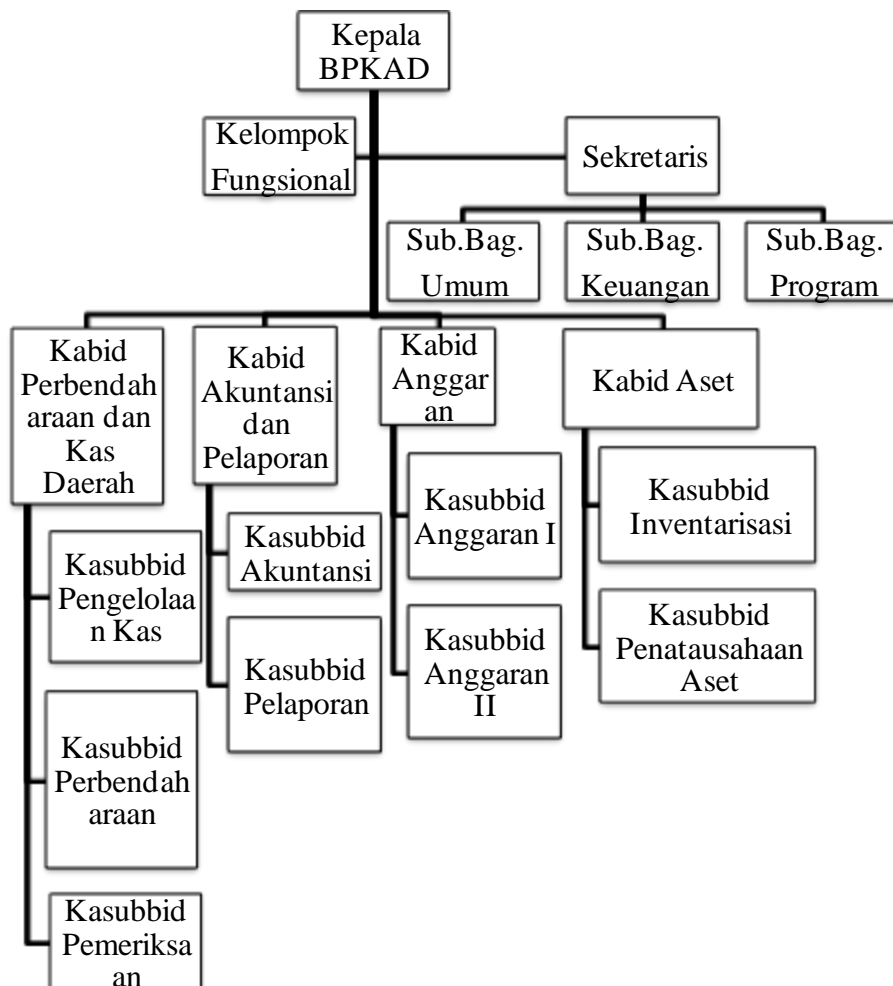 Kepala
BPKAD
Kelompok
Fungsional
Sekretaris
Sub.Bag.
Umum
Sub.Bag.
Keuangan
Sub.Bag.
Program
Kabid
Perbendah
araan dan
Kas
Daerah
Kasubbid
Pengelolaa
n Kas
Kasubbid
Perbendah
araan
Kasubbid
Pemeriksa
an
Kabid
Akuntansi
dan
Pelaporan
Kasubbid
Akuntansi
Kasubbid
Pelaporan
Kabid
Anggar
an
Kasubbid
Anggaran I
Kasubbid
Anggaran
II
Kabid Aset
Kasubbid
Inventarisasi
Kasubbid
Penatausahaan
Aset